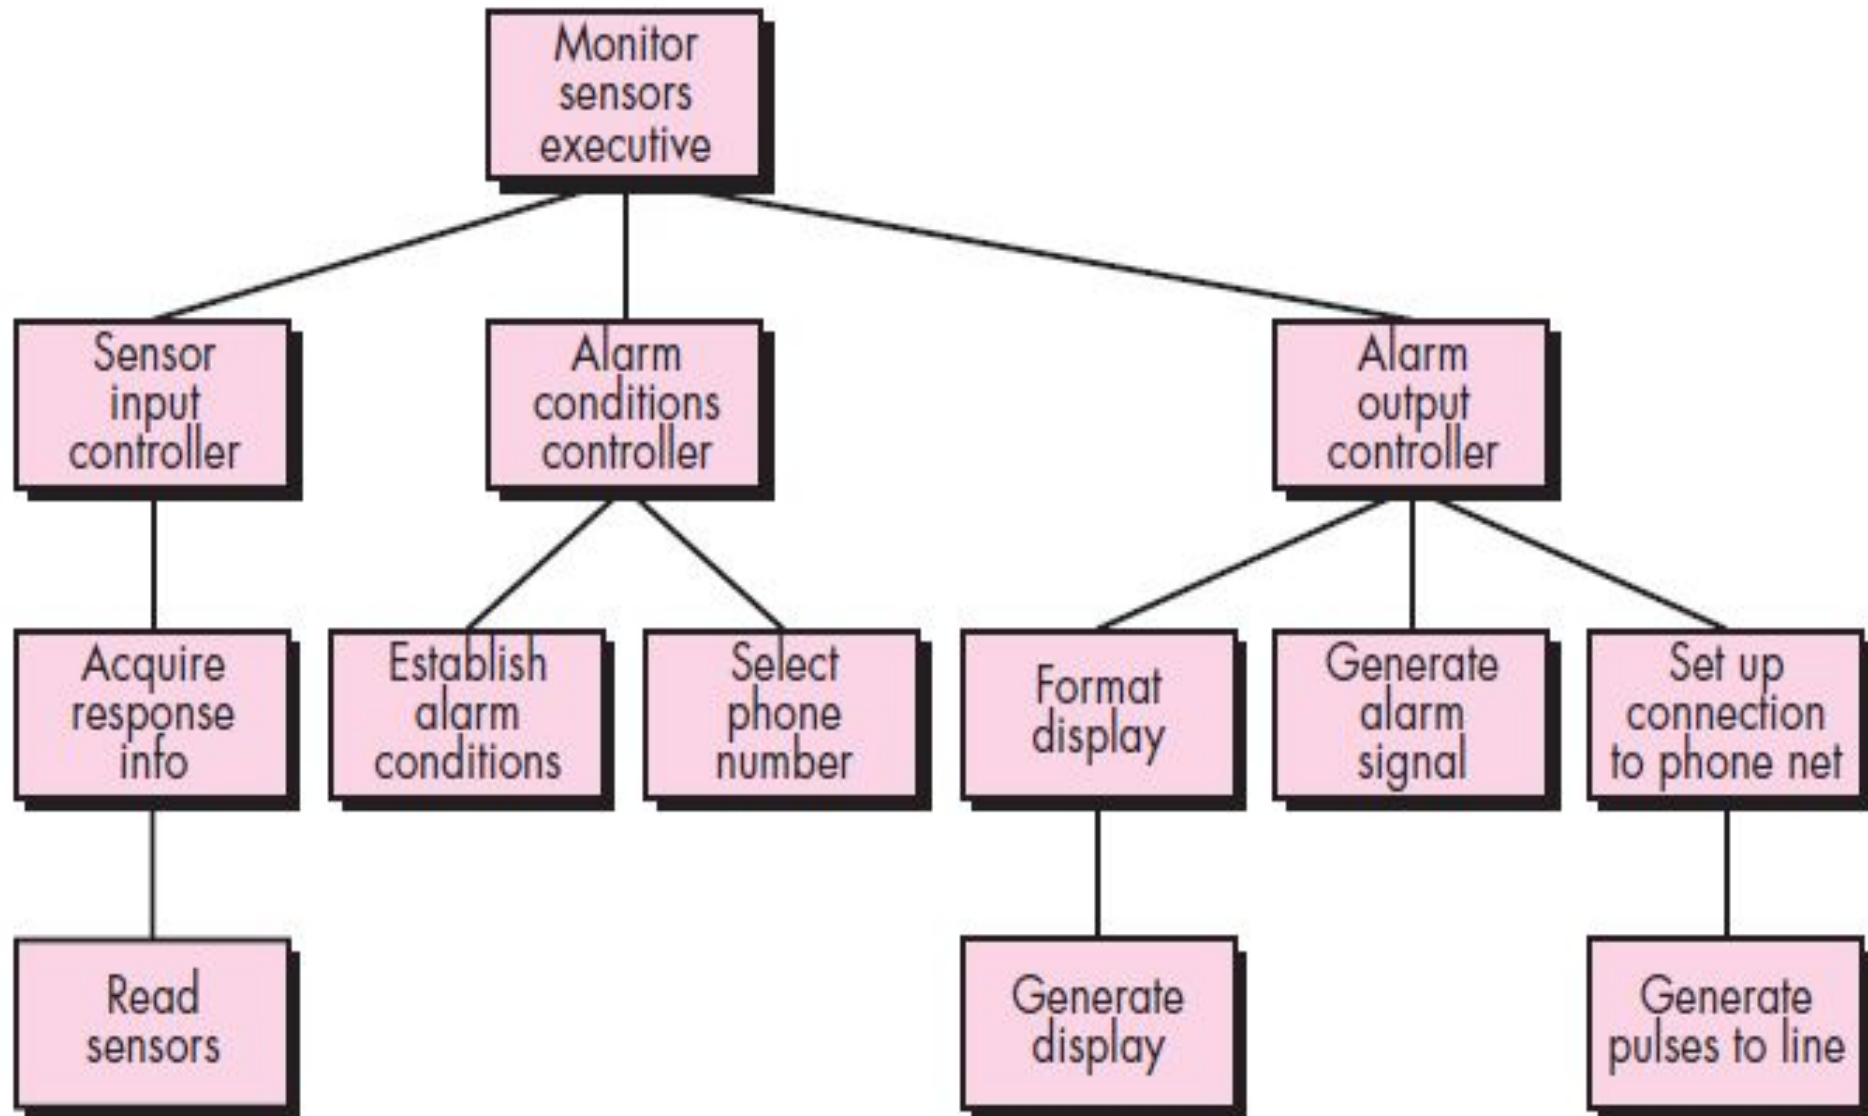 Monitor
sensors
executive
Sensor
input
controller
Alarm
conditions
controller
Alarm
output
controller
Acquire
response
info
Establish
alarm
conditions
Select
phone
number
Format
display
Generate
alarm
signal
Set up
connection
to phone net
Read
sensors
Generate
display
Generate
pulses to line